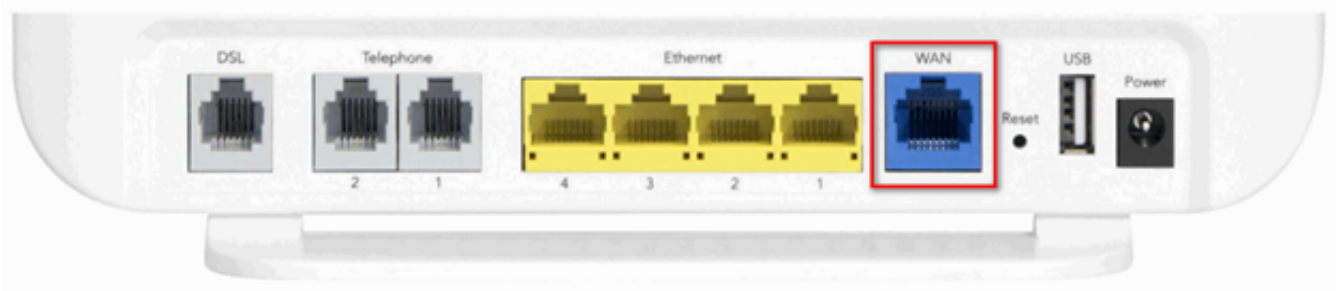 DSL
Telephone
Ethernet
WAN
USB
Power
Reset
2 1
4 3 2 1